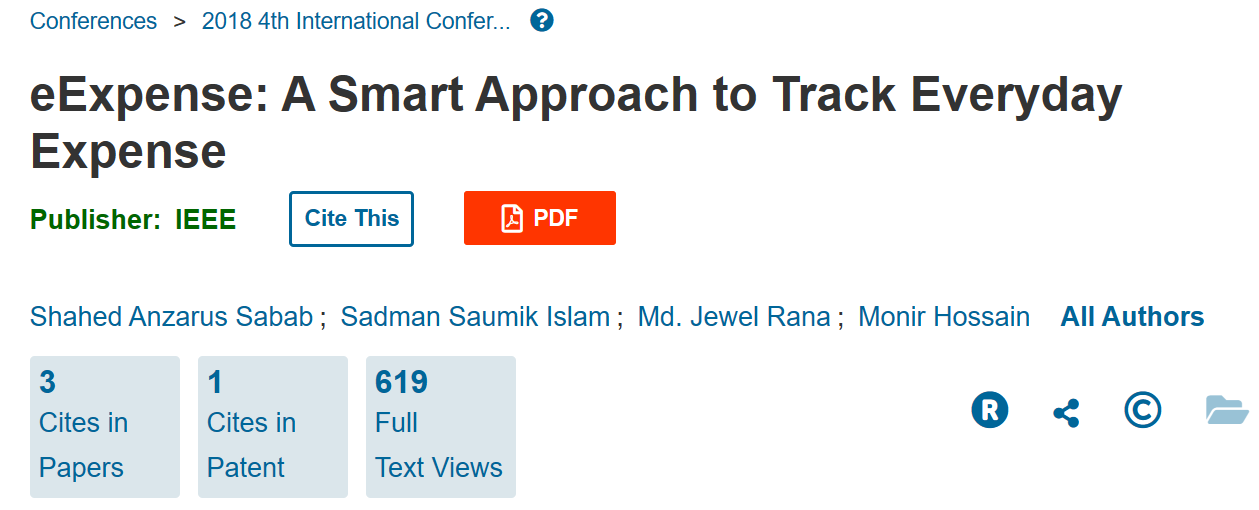 Conferences > 2018 4th International Confer... ?
eExpense: A Smart Approach to Track Everyday
Expense
Publisher: IEEE Cite This PDF
Shahed Anzarus Sabab ; Sadman Saumik Islam ; Md. Jewel Rana ; Monir Hossain All Authors
3
Cites in
Papers
1
Cites in
Patent
619
Full
Text Views
R ©